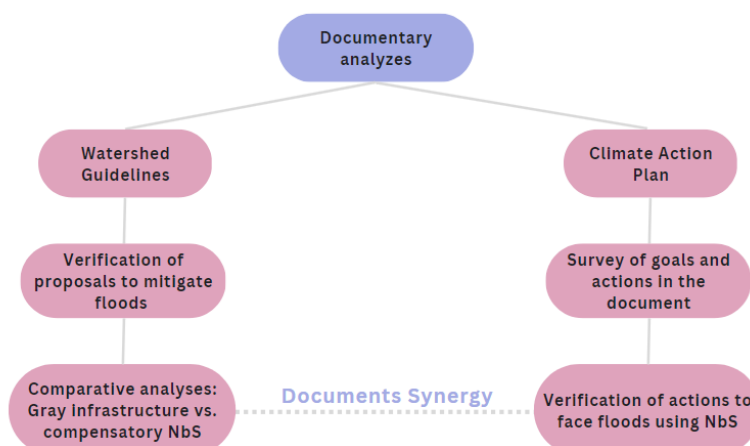 Documentary
analyzes
Watershed
Guidelines
Climate Action
Plan
Verification of
proposals to mitigate
floods
Survey of goals and
actions in the
document
Comparative analyses:
Gray infrastructure vs.
compensatory NbS
Documents Synergy
Verification of actions to
face floods using NbS